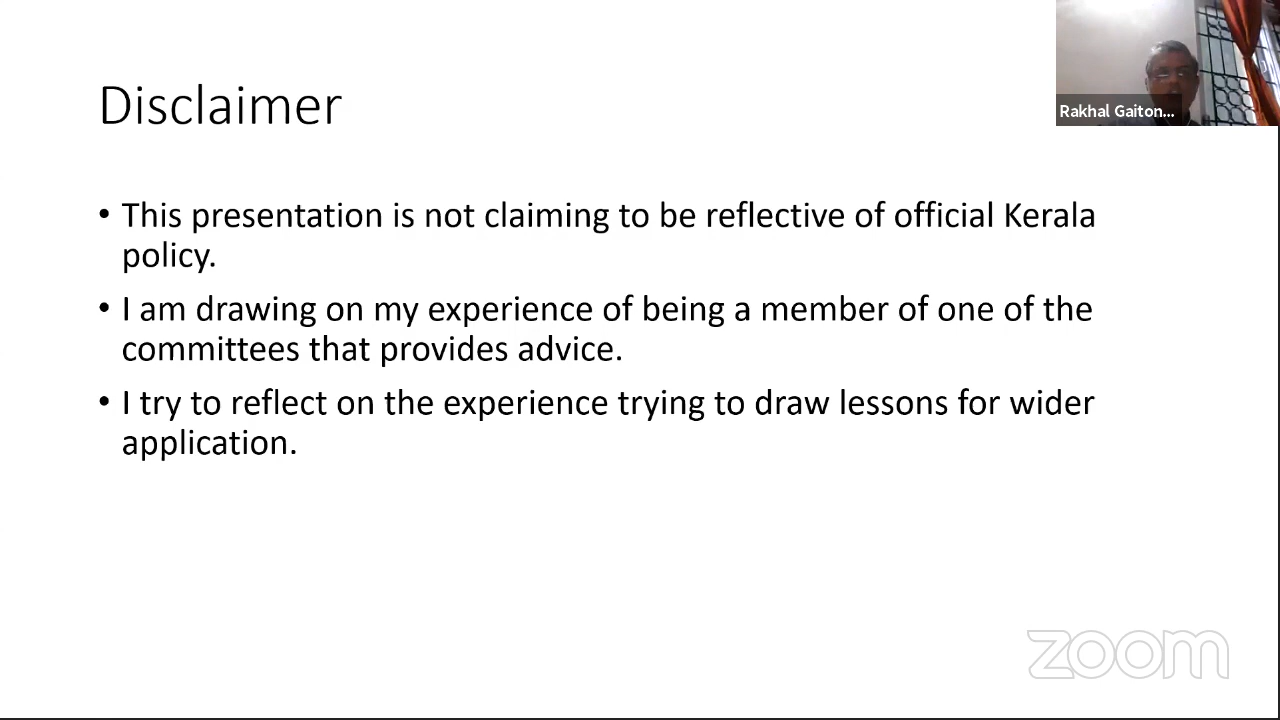 Disclaimer
Rakhal Gaiton...
• This presentation is not claiming to be reflective of official Kerala
policy.
• I am drawing on my experience of being a member of one of the
committees that provides advice.
• I try to reflect on the experience trying to draw lessons for wider
application.
zoom